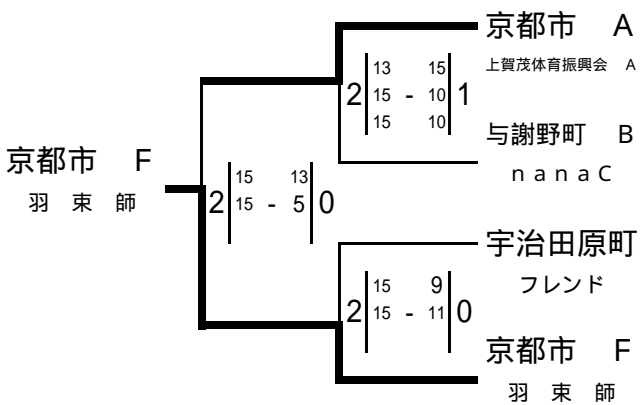 京都市　A
上賀茂体育振興会　A
2 13 15 1
15 - 10
15 10
与謝野町　B
ｎａｎａＣ
京都市　F
羽　束　師
2 15 13 0
15 - 5
宇治田原町
フレンド
2 15 9 0
15 - 11
京都市　F
羽　束　師